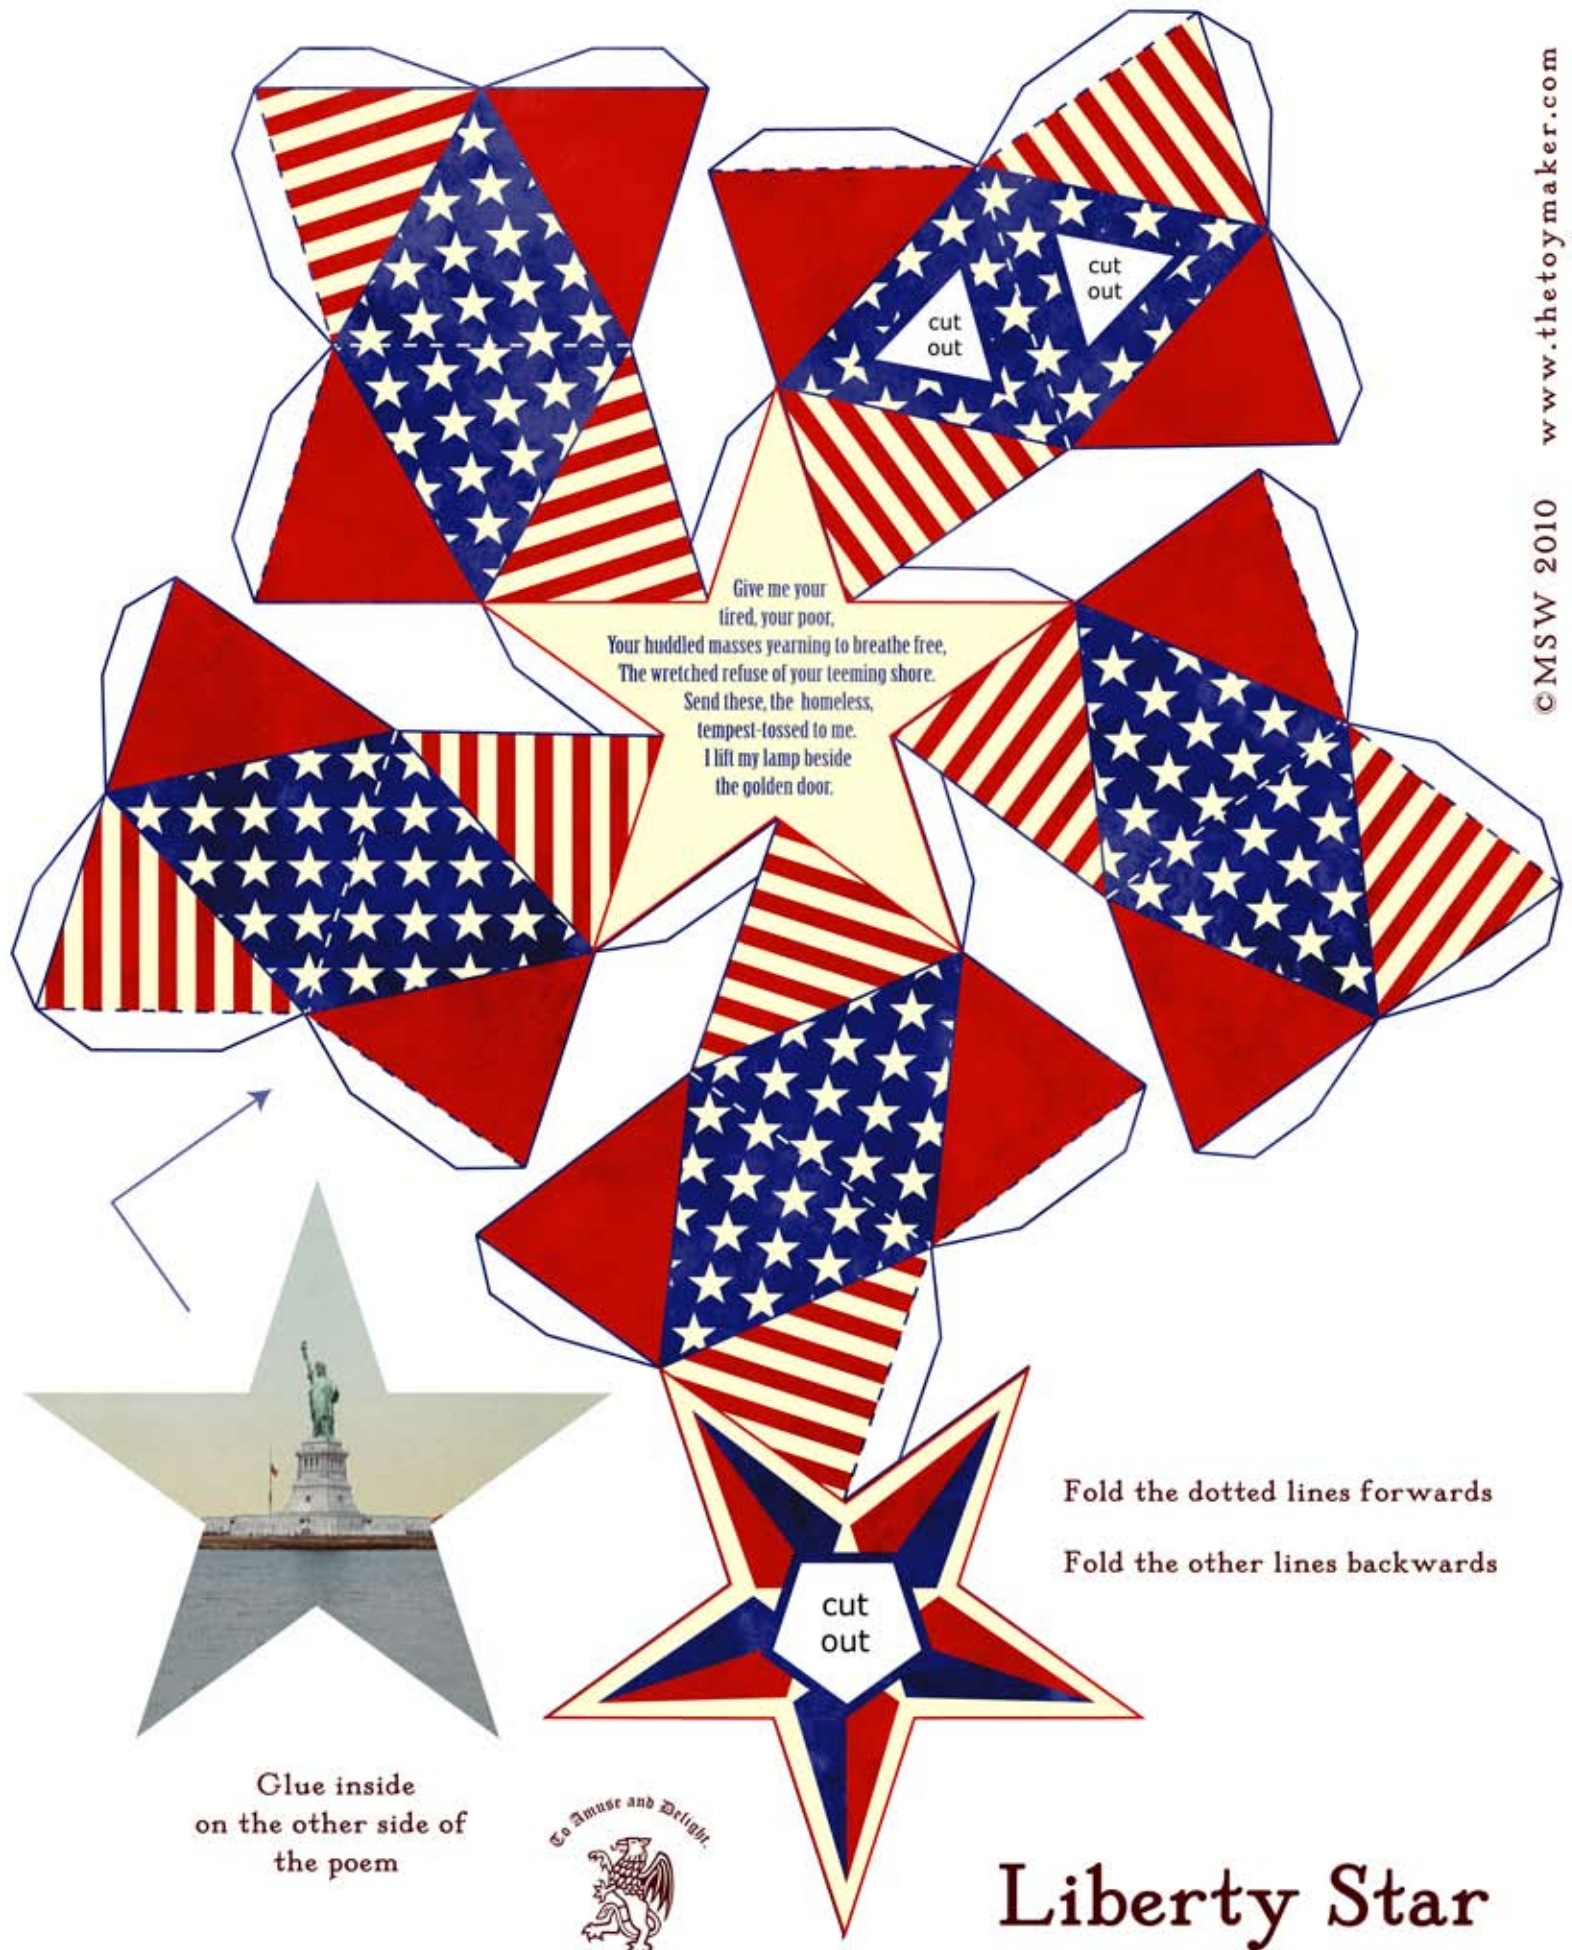 cut
out
cut
out
www.thetoymaker.com
©MSW 2010
Give me your
tired, your poor,
Your huddled masses yearning to breathe free,
The wretched refuse of your teeming shore.
Send these, the homeless,
tempest-tossed to me.
I lift my lamp beside
the golden door.
Fold the dotted lines forwards
Fold the other lines backwards
cut
out
Glue inside
on the other side of
the poem
To Amuse and Delight.
Liberty Star